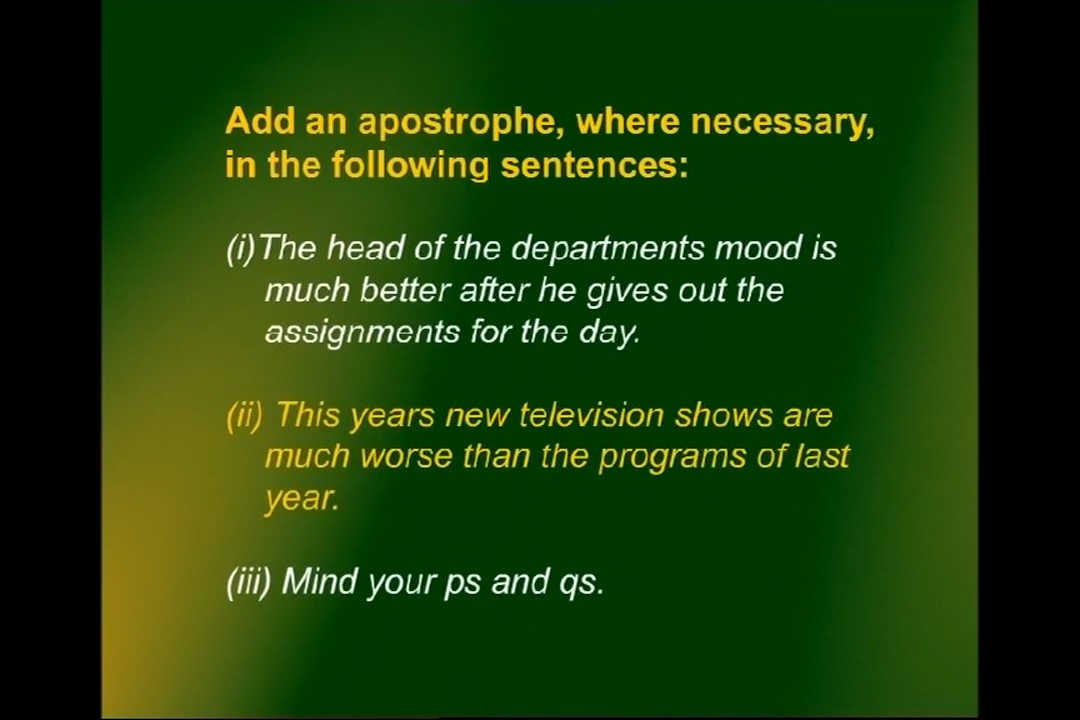 Add an apostrophe, where necessary,
in the following sentences:
(i)The head of the departments mood is
much better after he gives out the
assignments for the day.
(ii) This years new television shows are
much worse than the programs of last
year.
(iii) Mind your ps and qs.